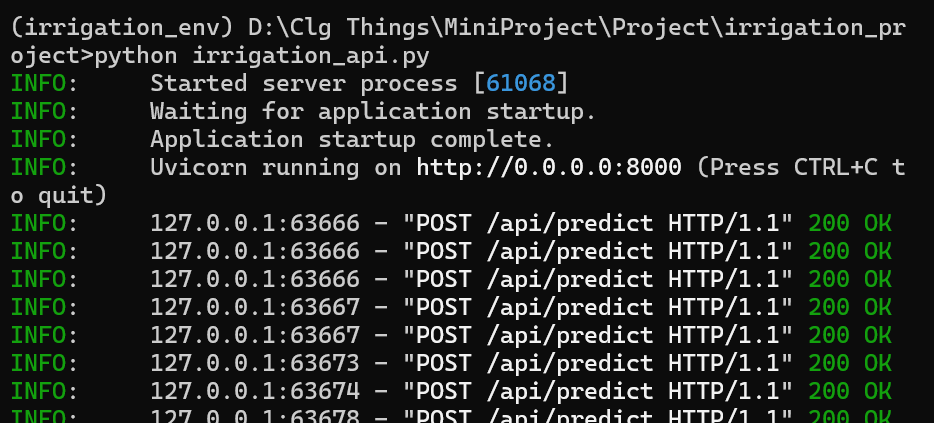 (irrigation_env) D:\Clg Things\MiniProject\Project\irrigation_pr
oject>python irrigation_api.py
INFO:     Started server process [61068]
INFO:     Waiting for application startup.
INFO:     Application startup complete.
INFO:     Uvicorn running on http://0.0.0.0:8000 (Press CTRL+C t
o quit)
INFO:     127.0.0.1:63666 - "POST /api/predict HTTP/1.1" 200 OK
INFO:     127.0.0.1:63666 - "POST /api/predict HTTP/1.1" 200 OK
INFO:     127.0.0.1:63666 - "POST /api/predict HTTP/1.1" 200 OK
INFO:     127.0.0.1:63667 - "POST /api/predict HTTP/1.1" 200 OK
INFO:     127.0.0.1:63667 - "POST /api/predict HTTP/1.1" 200 OK
INFO:     127.0.0.1:63673 - "POST /api/predict HTTP/1.1" 200 OK
INFO:     127.0.0.1:63674 - "POST /api/predict HTTP/1.1" 200 OK
INFO:     127.0.0.1:63678 - "POST /api/predict HTTP/1.1" 200 OK